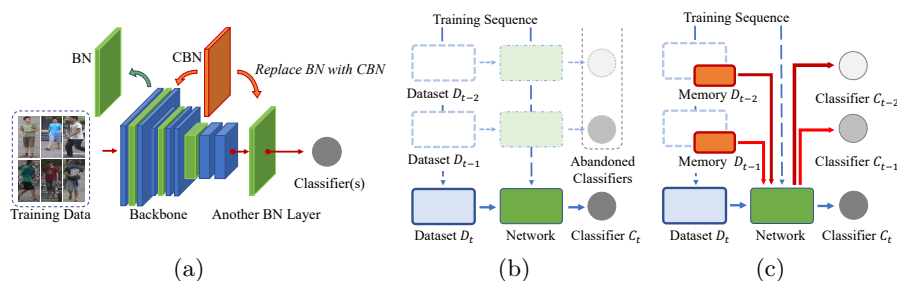 BN
CBN
Replace BN with CBN
Training Data
Backbone
Another BN Layer
Classifier(s)
(a)
Training Sequence
Dataset D_{t-2}
Dataset D_{t-1}
Abandoned
Classifiers
Dataset D_t
Network
Classifier C_t
(b)
Training Sequence
Memory D_{t-2}
Classifier C_{t-2}
Memory D_{t-1}
Classifier C_{t-1}
Dataset D_t
Network
Classifier C_t
(c)